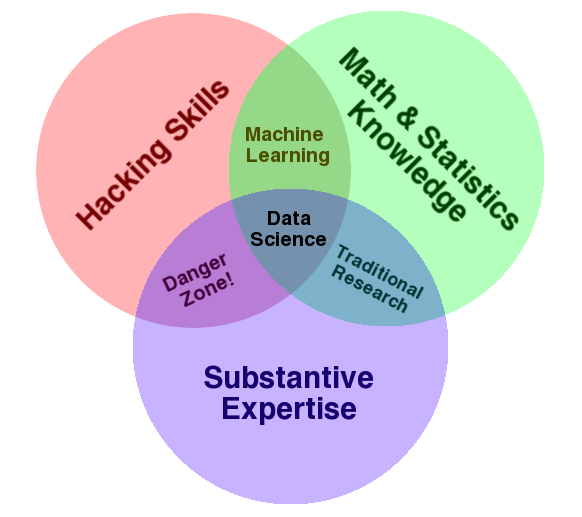 Hacking Skills
Math & Statistics
Knowledge
Machine
Learning
Data
Science
Danger
Zone!
Traditional
Research
Substantive
Expertise